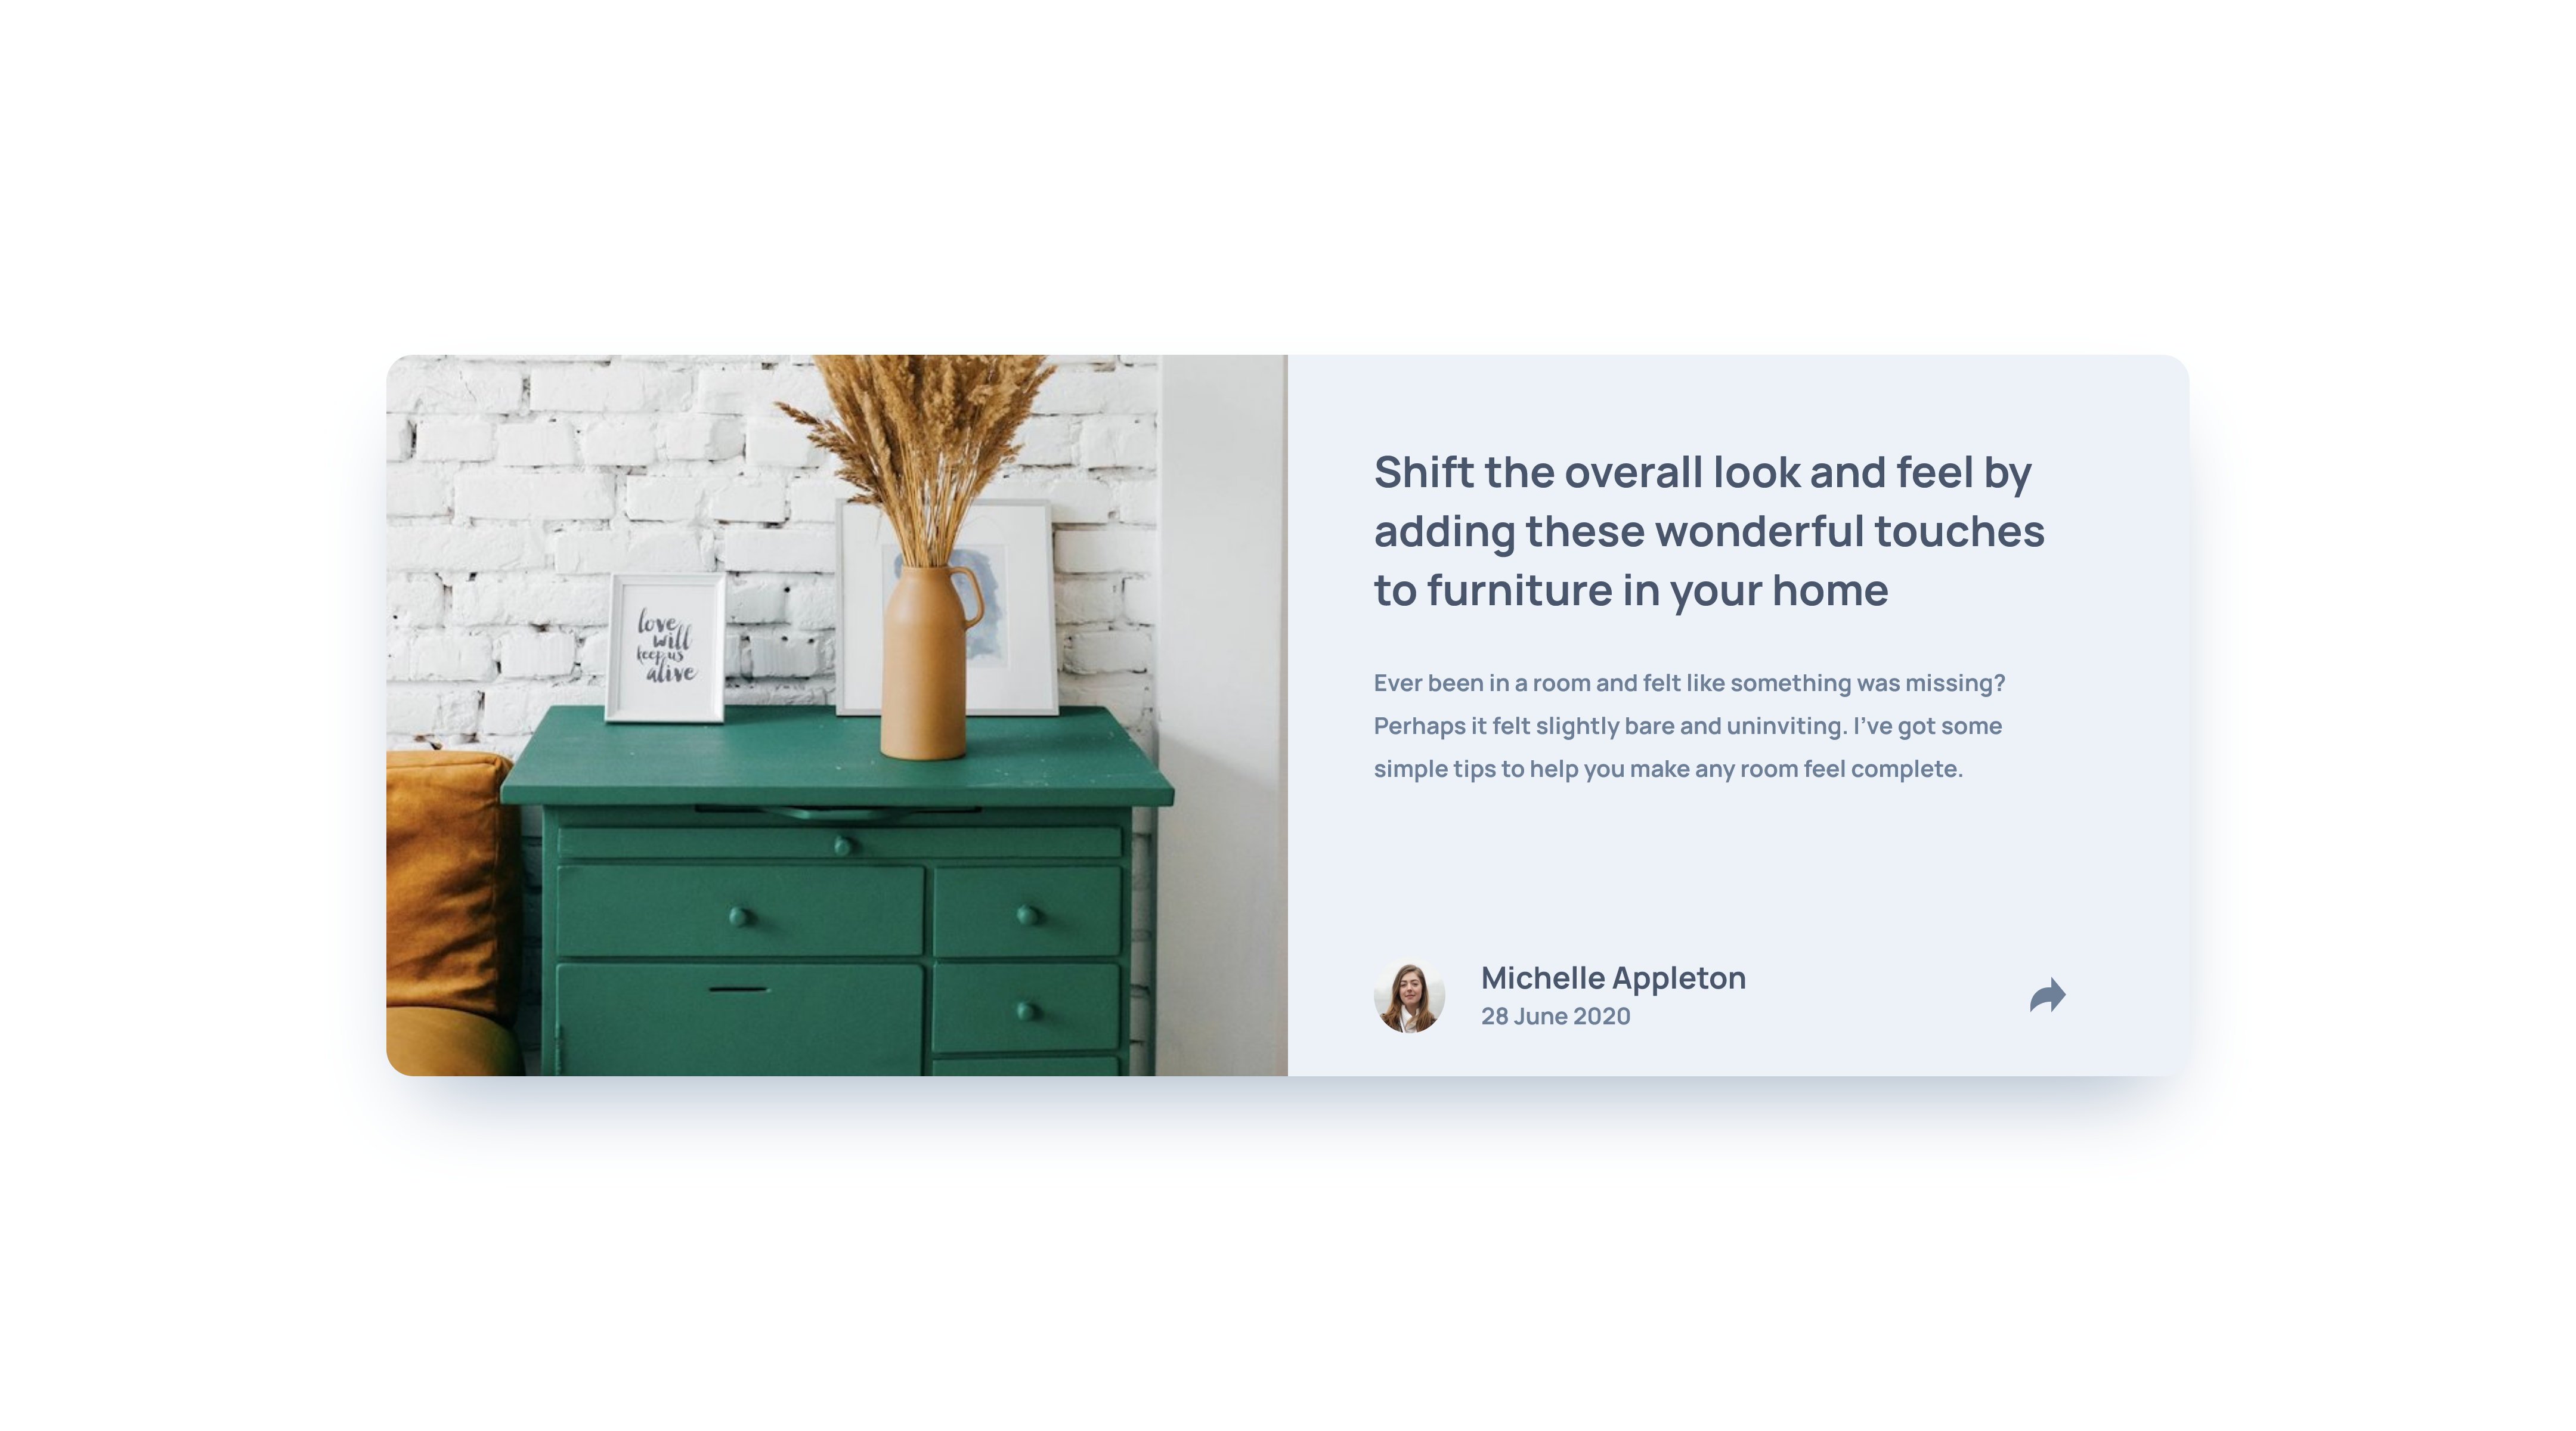 love
will
keep us
alive
Shift the overall look and feel by
adding these wonderful touches
to furniture in your home
Ever been in a room and felt like something was missing?
Perhaps it felt slightly bare and uninviting. I’ve got some
simple tips to help you make any room feel complete.
Michelle Appleton
28 June 2020